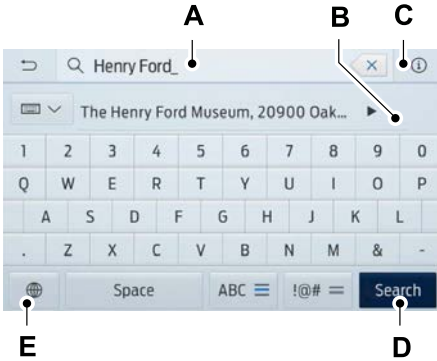 A B C
Henry Ford_
The Henry Ford Museum, 20900 Oak...
1 2 3 4 5 6 7 8 9 0
Q W E R T Y U I O P
A S D F G H J K L
. Z X C V B N M & -
Space ABC !@# Search
E D